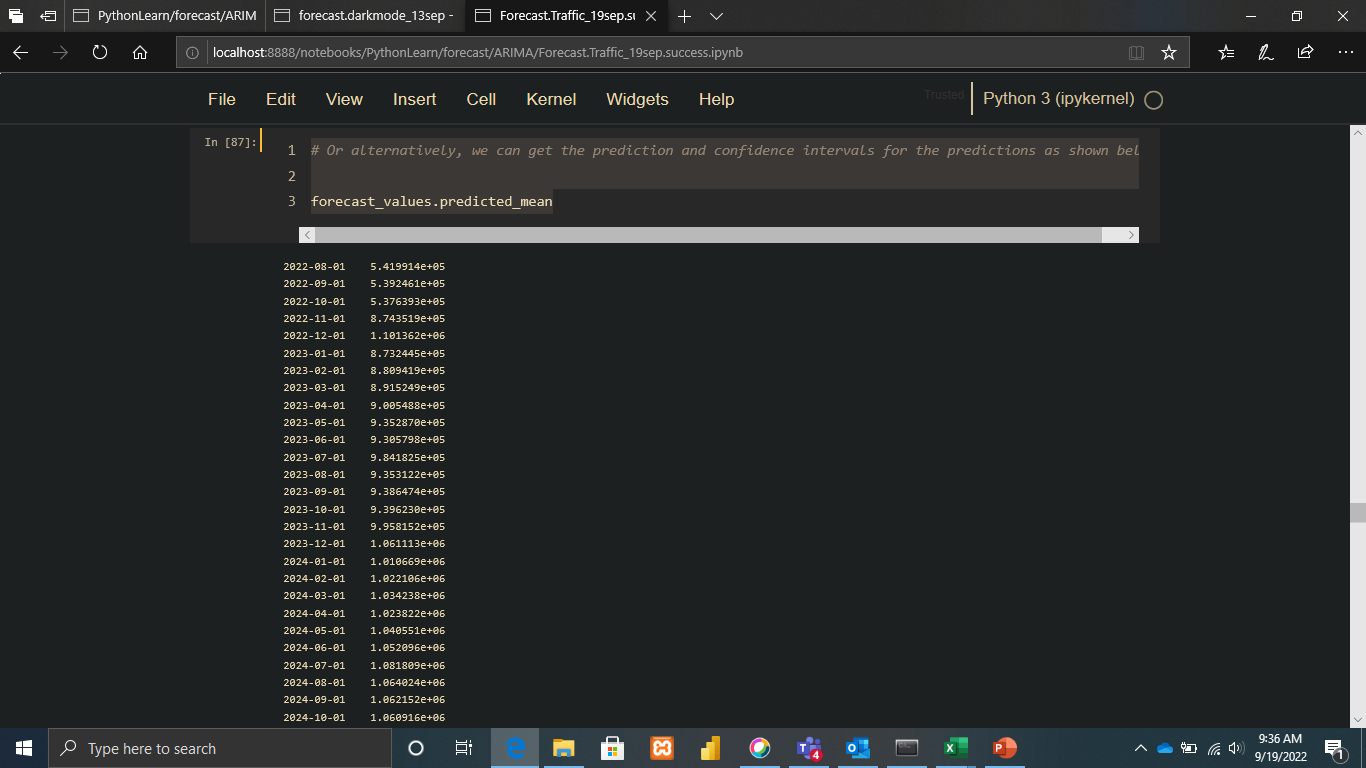 PythonLearn/forecast/ARIM
forecast.darkmode_13sep -
Forecast.Traffic_19sep.su
localhost:8888/notebooks/PythonLearn/forecast/ARIMA/Forecast.Traffic_19sep.success.ipynb
File Edit View Insert Cell Kernel Widgets Help
Trusted
Python 3 (ipykernel)
In [87]:
1 # Or alternatively, we can get the prediction and confidence intervals for the predictions as shown bel
2
3 forecast_values.predicted_mean
2022-08-01 5.419914e+05
2022-09-01 5.392461e+05
2022-10-01 5.376393e+05
2022-11-01 8.743519e+05
2022-12-01 1.101362e+06
2023-01-01 8.732445e+05
2023-02-01 8.809419e+05
2023-03-01 8.915249e+05
2023-04-01 9.005488e+05
2023-05-01 9.352870e+05
2023-06-01 9.305798e+05
2023-07-01 9.841825e+05
2023-08-01 9.353122e+05
2023-09-01 9.386474e+05
2023-10-01 9.396230e+05
2023-11-01 9.958152e+05
2023-12-01 1.061113e+06
2024-01-01 1.010669e+06
2024-02-01 1.022106e+06
2024-03-01 1.034238e+06
2024-04-01 1.023822e+06
2024-05-01 1.040551e+06
2024-06-01 1.052096e+06
2024-07-01 1.081809e+06
2024-08-01 1.064024e+06
2024-09-01 1.062152e+06
2024-10-01 1.060916e+06
Type here to search
4
9:36 AM
9/19/2022
1